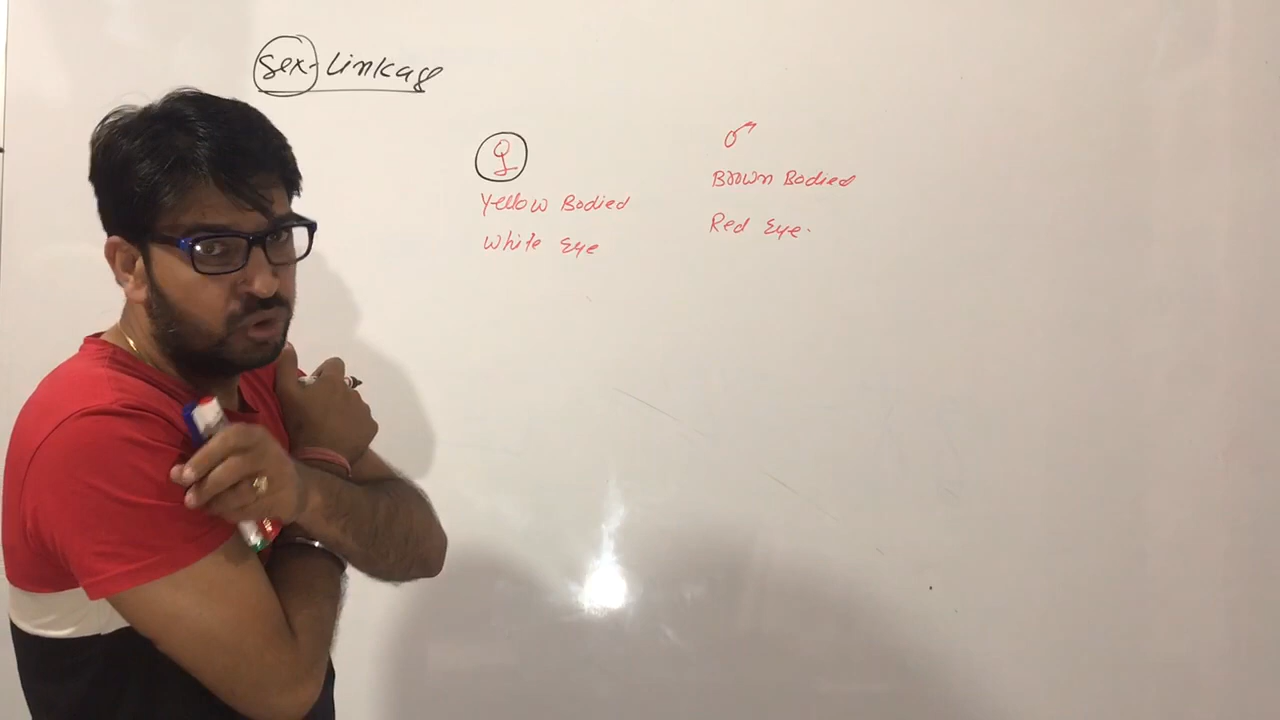 Sex-Linkage
♀
Yellow Bodied
White Eye
♂
Brown Bodied
Red Eye.